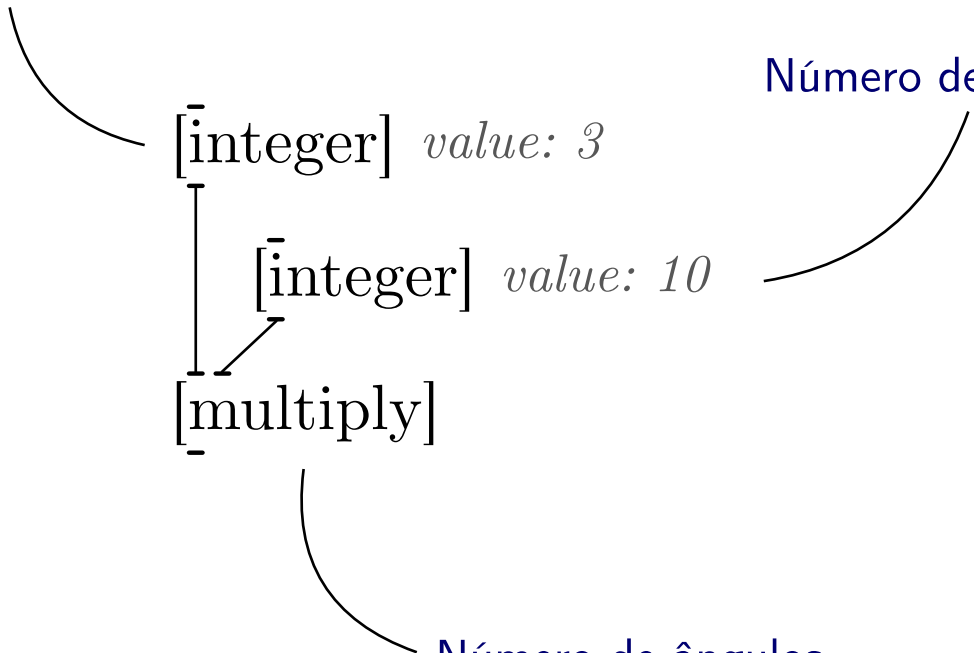 Número de
[integer] value: 3
[integer] value: 10
[multiply]
Número de ângulos